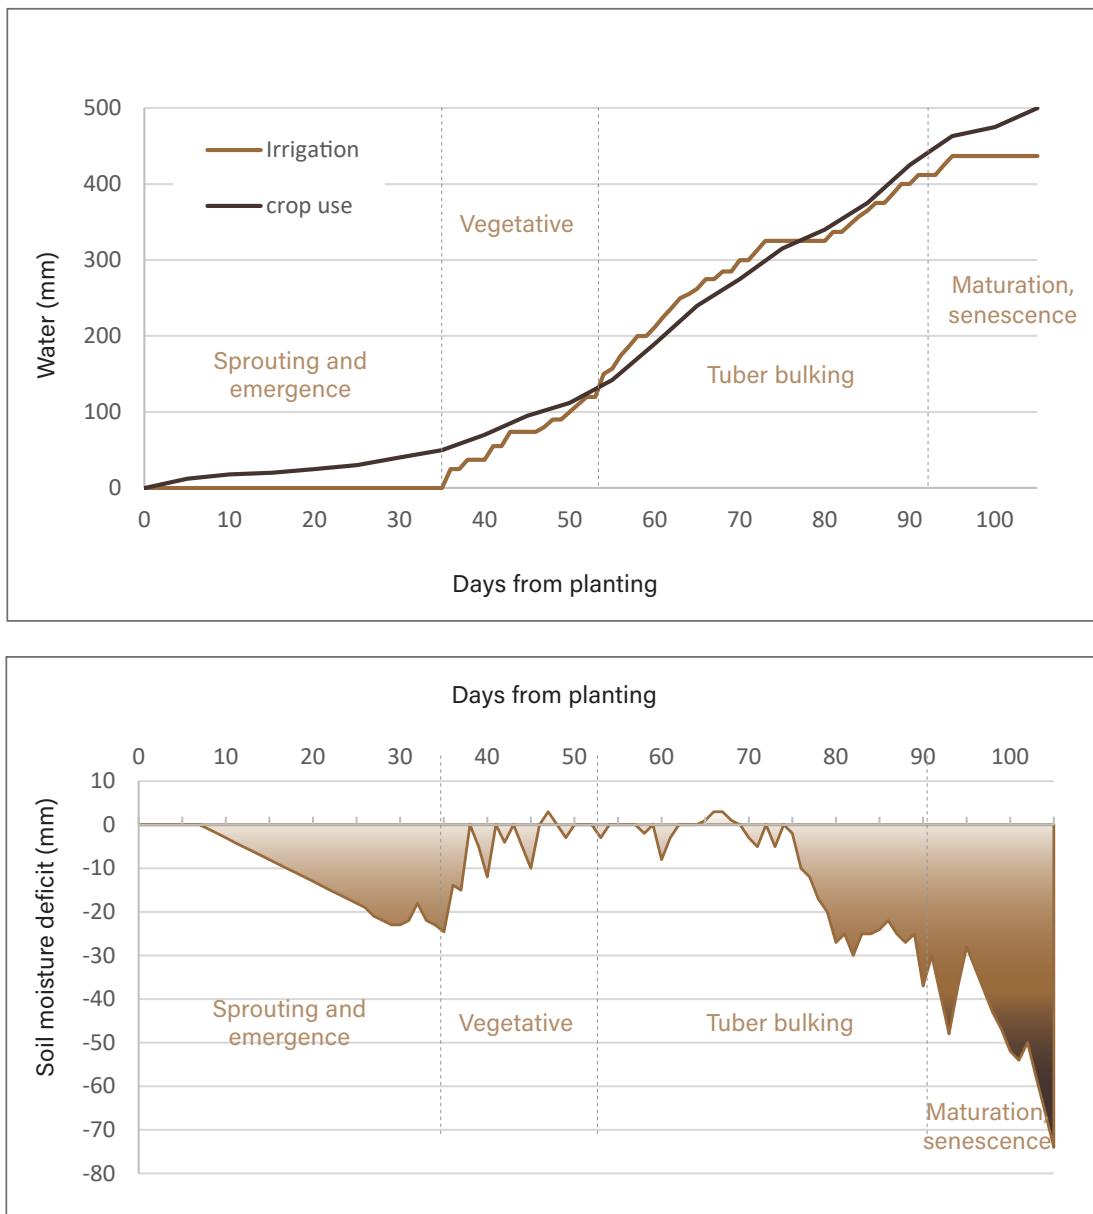 500
400
300
200
100
0
Water (mm)
Irrigation
crop use
Vegetative
Sprouting and
emergence
Tuber bulking
Maturation,
senescence
0 10 20 30 40 50 60 70 80 90 100
Days from planting
Days from planting
0 10 20 30 40 50 60 70 80 90 100
10
0
-10
-20
-30
-40
-50
-60
-70
-80
Soil moisture deficit (mm)
Sprouting and
emergence
Vegetative
Tuber bulking
Maturation,
senescence